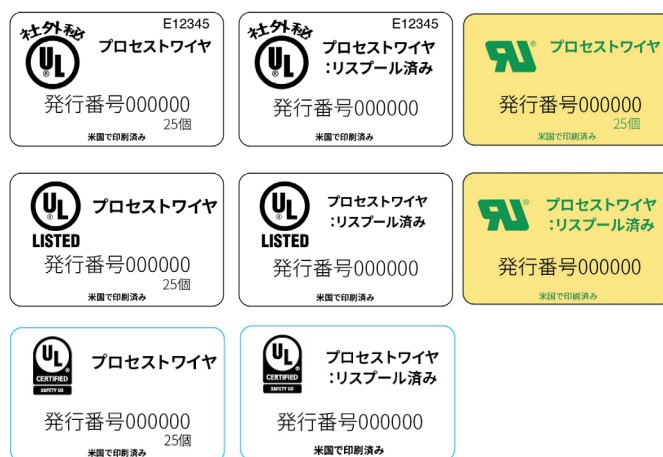 社外秘
E12345
UL
®
プロセストワイヤ
発行番号000000
25個
米国で印刷済み
社外秘
E12345
UL
®
プロセストワイヤ
:リスプール済み
発行番号000000
米国で印刷済み
UR
®
プロセストワイヤ
発行番号000000
25個
米国で印刷済み
UL
®
LISTED
プロセストワイヤ
発行番号000000
25個
米国で印刷済み
UL
®
LISTED
プロセストワイヤ
:リスプール済み
発行番号000000
米国で印刷済み
UR
®
プロセストワイヤ
:リスプール済み
発行番号000000
米国で印刷済み
UL
CERTIFIED
SAFETY US
プロセストワイヤ
発行番号000000
25個
米国で印刷済み
UL
CERTIFIED
SAFETY US
プロセストワイヤ
:リスプール済み
発行番号000000
米国で印刷済み